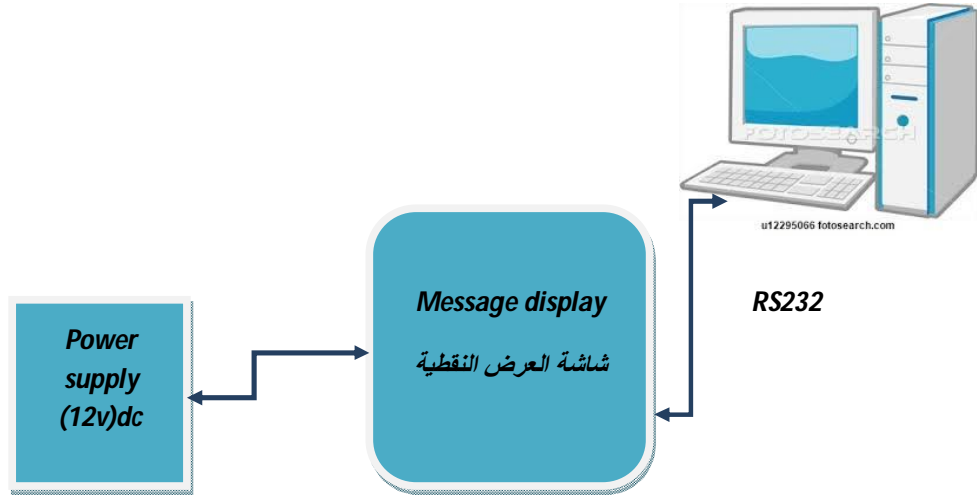 FOTOSEARCH
u12295066 fotosearch.com
Message display
شاشة العرض النقطية
RS232
Power
supply
(12v)dc